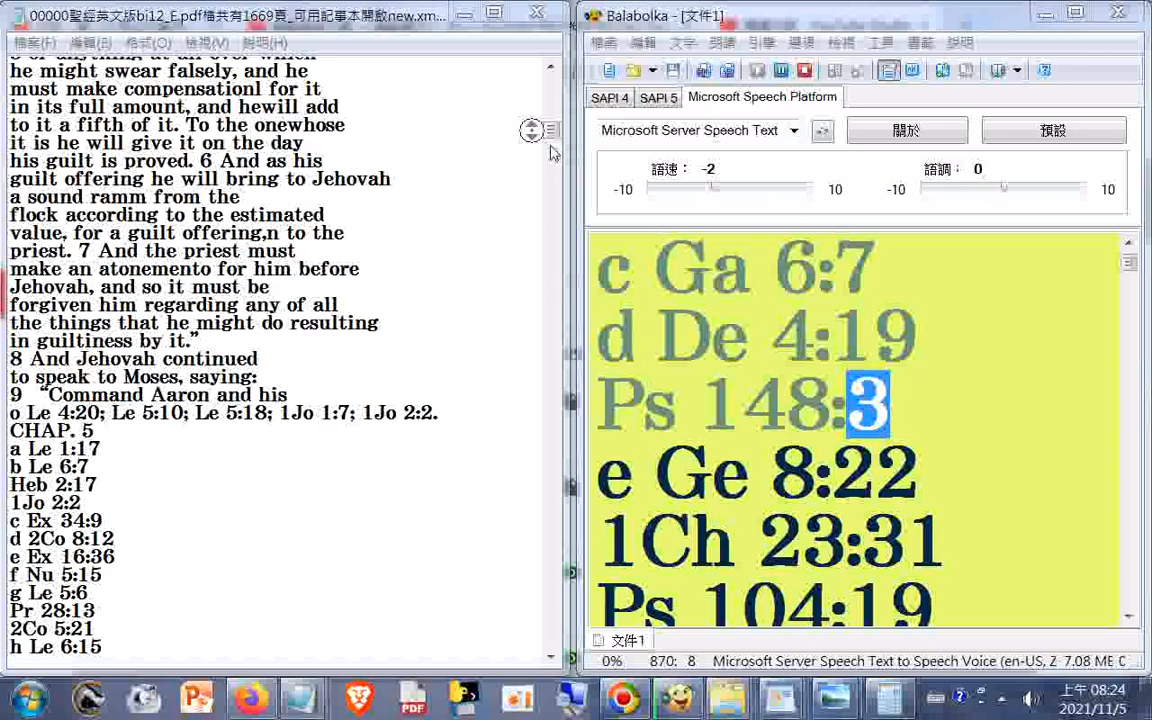 00000聖經英文版bi12_E.pdf檔共有1669頁_可用記事本開啟new.xm...
檔案(F) 編輯(E) 格式(O) 檢視(V) 說明(H)
he might swear falsely, and he
must make compensationl for it
in its full amount, and hewill add
to it a fifth of it. To the onewhose
it is he will give it on the day
his guilt is proved. 6 And as his
guilt offering he will bring to Jehovah
a sound ramm from the
flock according to the estimated
value, for a guilt offering,n to the
priest. 7 And the priest must
make an atonemento for him before
Jehovah, and so it must be
forgiven him regarding any of all
the things that he might do resulting
in guiltiness by it.”
8 And Jehovah continued
to speak to Moses, saying:
9 “Command Aaron and his
o Le 4:20; Le 5:10; Le 5:18; 1Jo 1:7; 1Jo 2:2.
CHAP. 5
a Le 1:17
b Le 6:7
Heb 2:17
1Jo 2:2
c Ex 34:9
d 2Co 8:12
e Ex 16:36
f Nu 5:15
g Le 5:6
Pr 28:13
2Co 5:21
h Le 6:15
Balabolka - [文件1]
檔案 編輯 文字 朗讀 引擎 選項 檢視 工具 書籤 說明
SAPI 4 SAPI 5 Microsoft Speech Platform
Microsoft Server Speech Text 關於 預設
語速： -2 語調： 0
-10 10 -10 10
c Ga 6:7
d De 4:19
Ps 148:3
e Ge 8:22
1Ch 23:31
Ps 104:19
文件1
0% 870: 8 Microsoft Server Speech Text to Speech Voice (en-US, Z 7.08 ME C
PDF
上午 08:24
2021/11/5